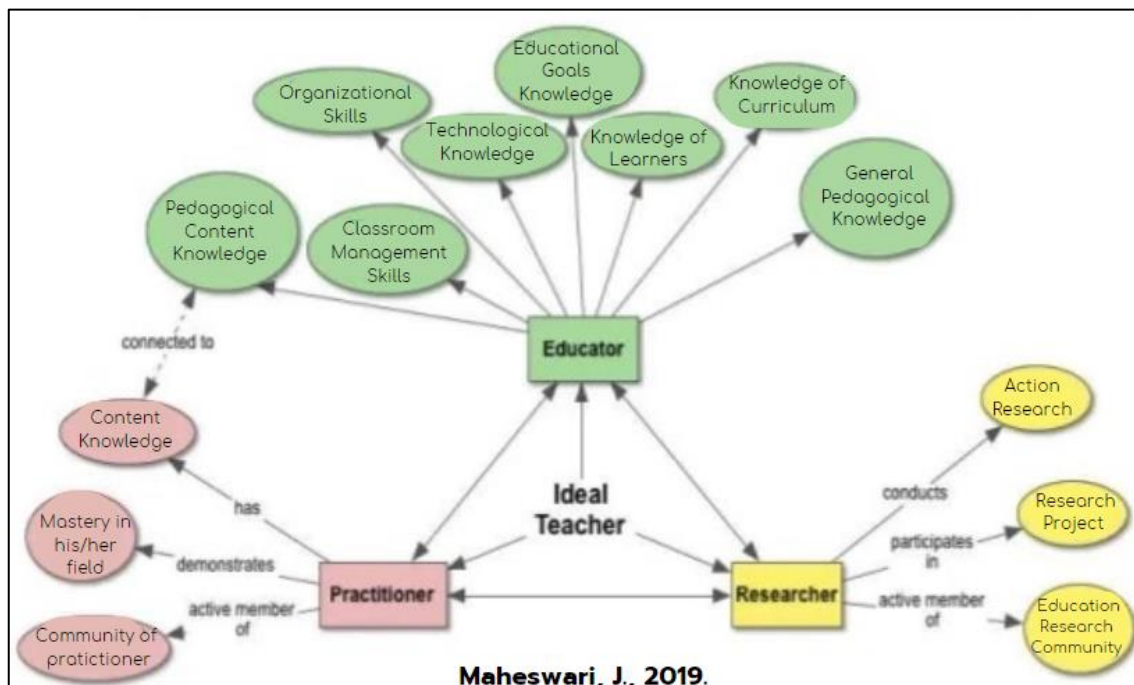 Educational
Goals
Knowledge
Organizational
Skills
Knowledge of
Curriculum
Technological
Knowledge
Knowledge of
Learners
General
Pedagogical
Knowledge
Pedagogical
Content
Knowledge
Classroom
Management
Skills
connected to
Educator
Content
Knowledge
Action
Research
has
Ideal
Teacher
conducts
Mastery in
his/her
field
demonstrates
Research
Project
participates
in
Practitioner
Researcher
active member
of
Community of
pratictioner
active member
of
Education
Research
Community
Maheswari, J., 2019.